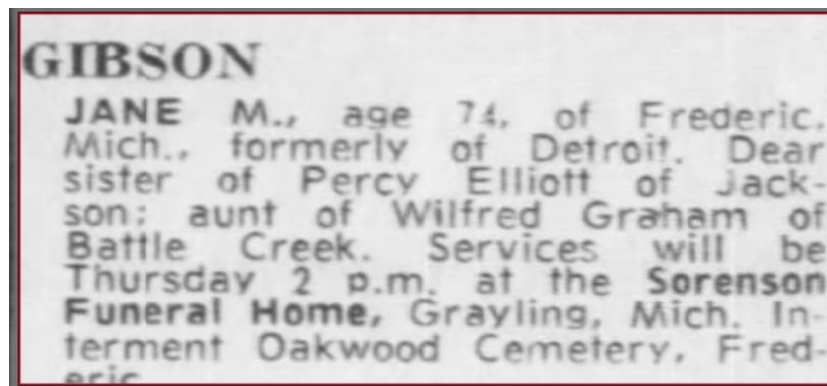 GIBSON
JANE M., age 74, of Frederic,
Mich., formerly of Detroit. Dear
sister of Percy Elliott of Jack-
son; aunt of Wilfred Graham of
Battle Creek. Services will be
Thursday 2 p.m. at the Sorenson
Funeral Home, Grayling, Mich. In-
terment Oakwood Cemetery, Fred-
eric